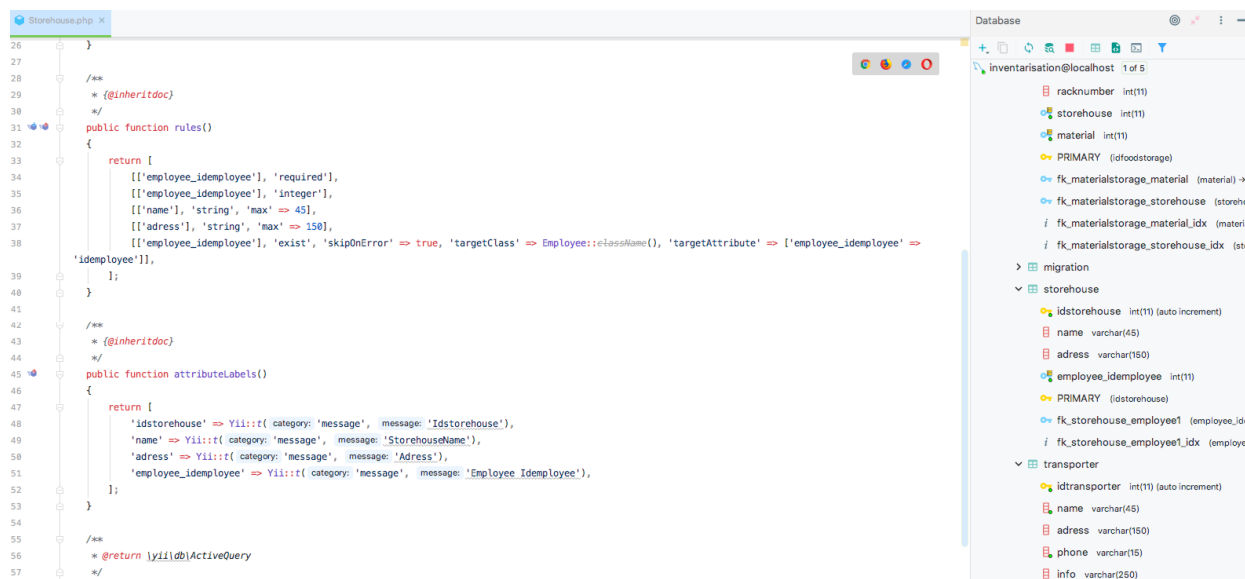 Storehouse.php
26 }
27
28 /**
29 * {@inheritdoc}
30 */
31 public function rules()
32 {
33 return [
34 [['employee_idemployee'], 'required'],
35 [['employee_idemployee'], 'integer'],
36 [['name'], 'string', 'max' => 45],
37 [['adress'], 'string', 'max' => 150],
38 [['employee_idemployee'], 'exist', 'skipOnError' => true, 'targetClass' => Employee::className(), 'targetAttribute' => ['employee_idemployee' =>
'idemployee']],
39 ];
40 }
41
42 /**
43 * {@inheritdoc}
44 */
45 public function attributeLabels()
46 {
47 return [
48 'idstorehouse' => Yii::t( category: 'message', message: 'Idstorehouse'),
49 'name' => Yii::t( category: 'message', message: 'StorehouseName'),
50 'adress' => Yii::t( category: 'message', message: 'Adress'),
51 'employee_idemployee' => Yii::t( category: 'message', message: 'Employee Idemployee'),
52 ];
53 }
54
55 /**
56 * @return \yii\db\ActiveQuery
57 */
Database
inventarisation@localhost 1 of 5
racknumber int(11)
storehouse int(11)
material int(11)
PRIMARY (idfoodstorage)
fk_materialstorage_material (material) →
fk_materialstorage_storehouse (storeh
fk_materialstorage_material_idx (materi
fk_materialstorage_storehouse_idx (st
migration
storehouse
idstorehouse int(11) (auto increment)
name varchar(45)
adress varchar(150)
employee_idemployee int(11)
PRIMARY (idstorehouse)
fk_storehouse_employee1 (employee_id
fk_storehouse_employee1_idx (employe
transporter
idtransporter int(11) (auto increment)
name varchar(45)
adress varchar(150)
phone varchar(15)
info varchar(250)